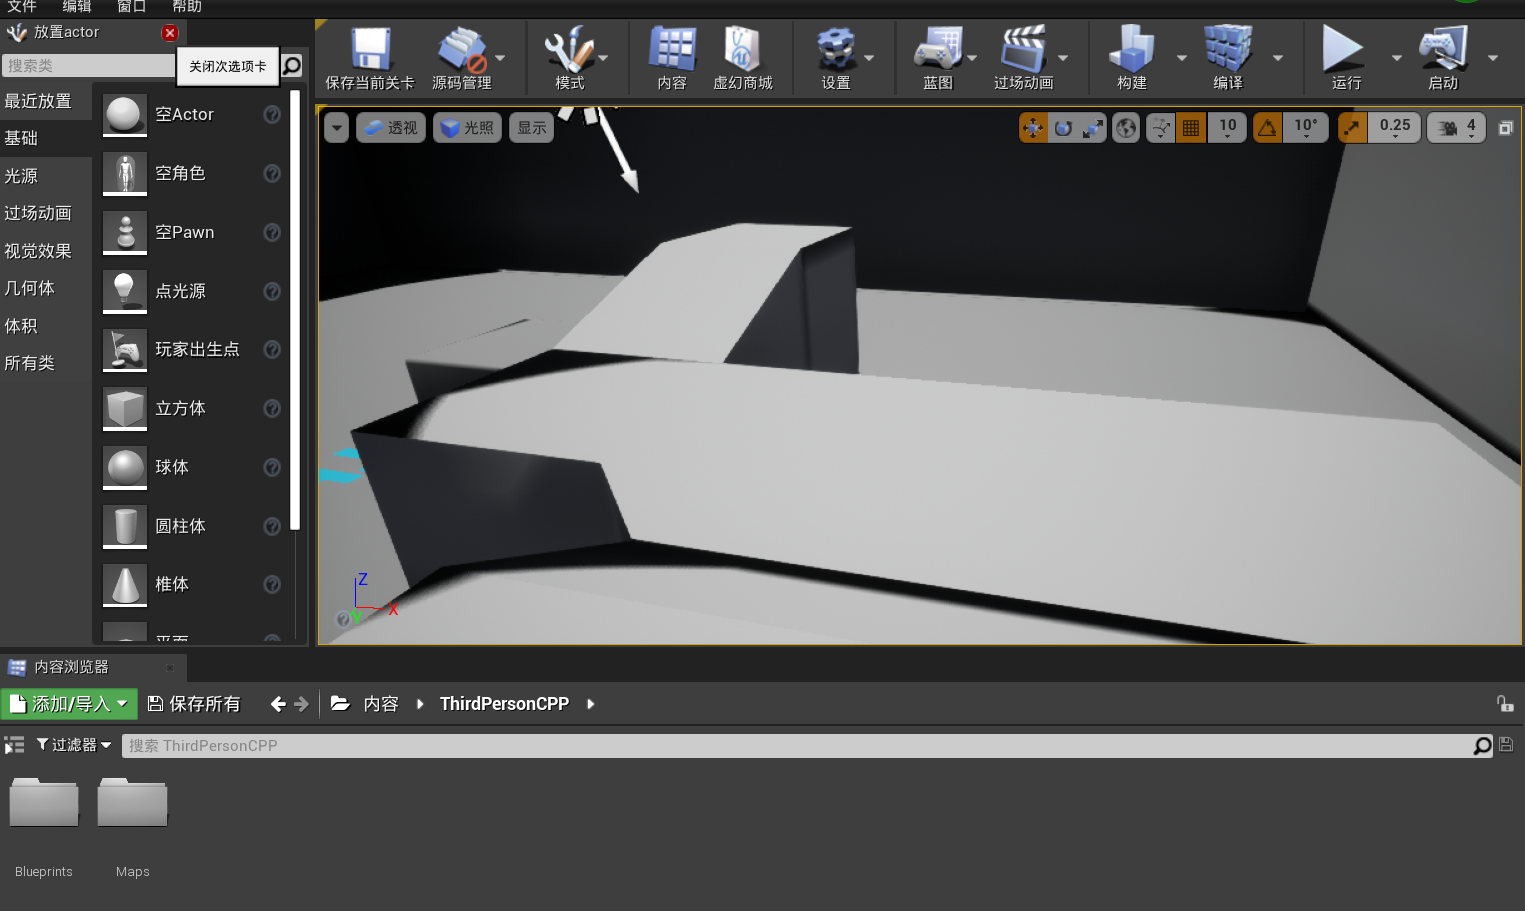 文件 编辑 窗口 帮助
放置actor
搜索类
关闭次选项卡
最近放置
基础
光源
过场动画
视觉效果
几何体
体积
所有类
空Actor
空角色
空Pawn
点光源
玩家出生点
立方体
球体
圆柱体
椎体
平面
保存当前关卡 源码管理 模式 内容 虚幻商城 设置 蓝图 过场动画 构建 编译 运行 启动
透视 光照 显示
10 10° 0.25 4
Z
X
Y
内容浏览器
添加/导入 保存所有 内容 ThirdPersonCPP
过滤器 搜索 ThirdPersonCPP
Blueprints Maps